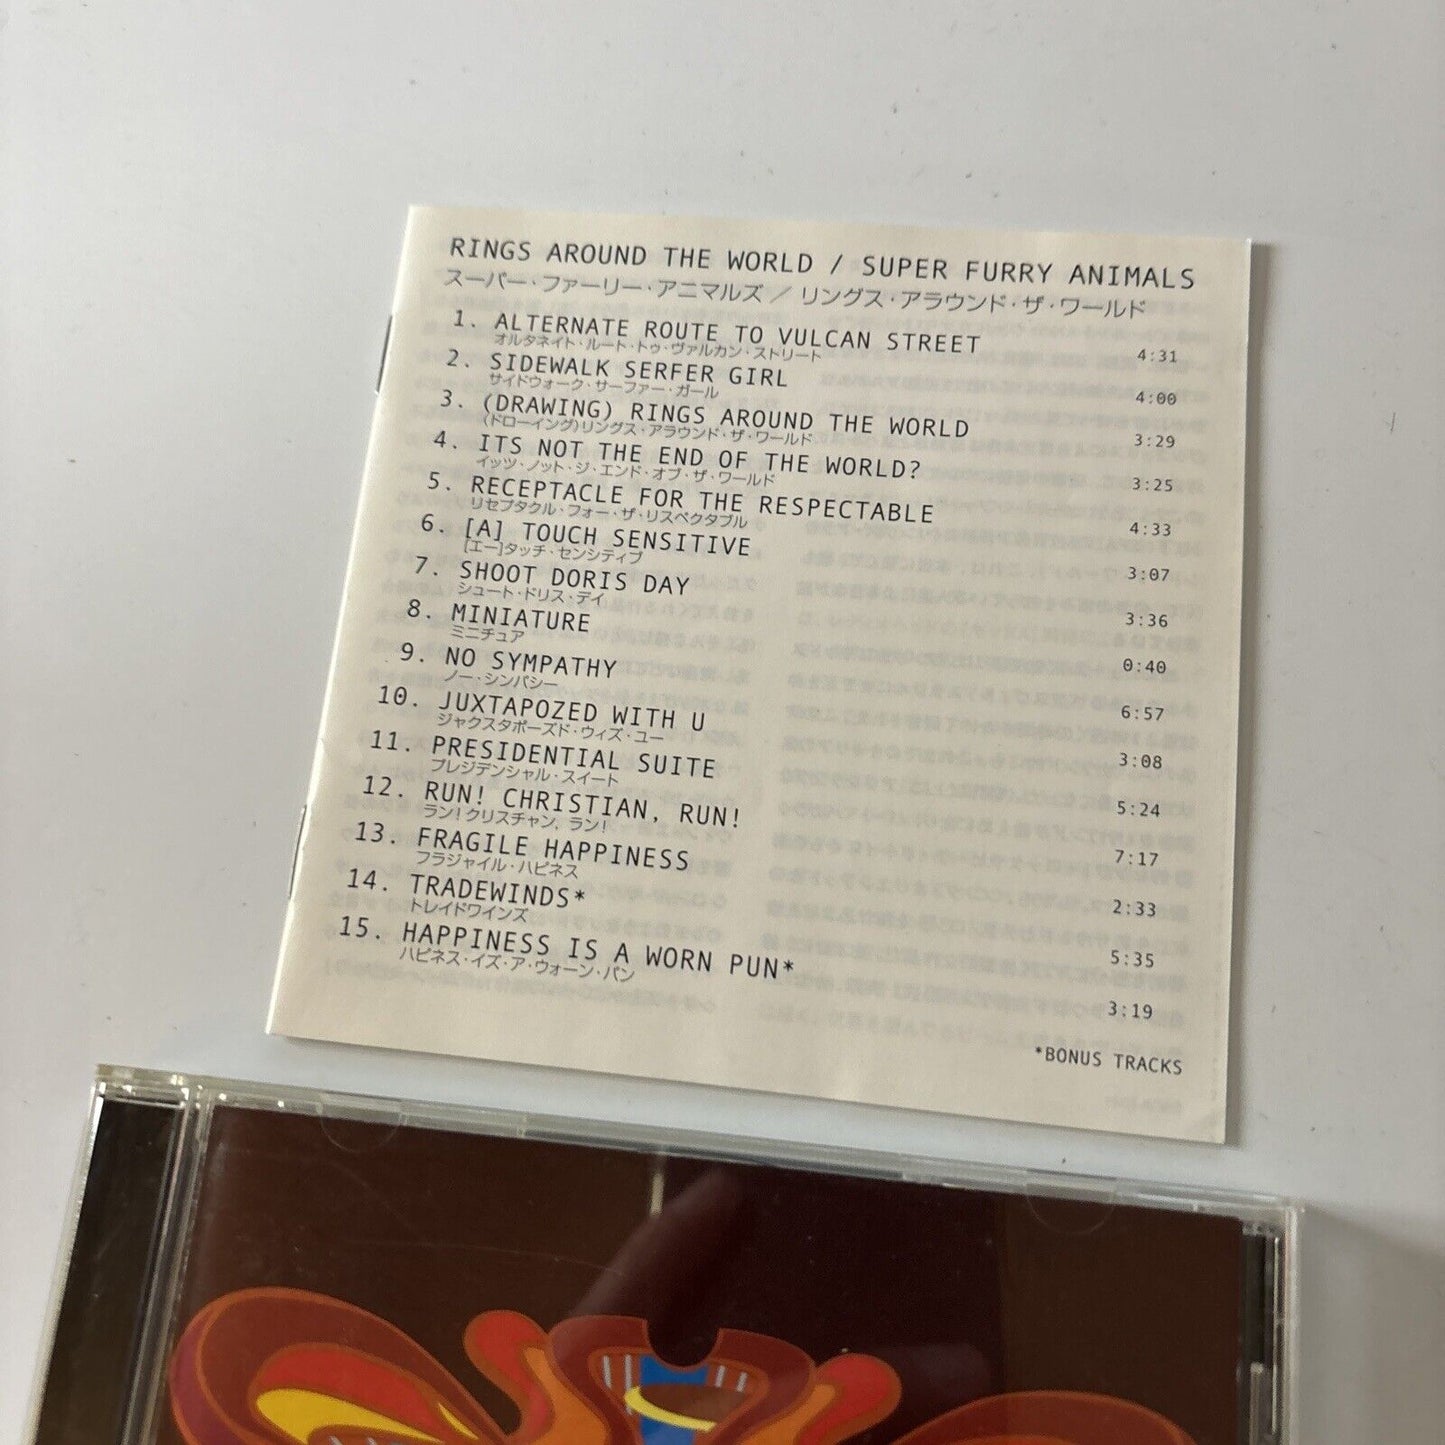 RINGS AROUND THE WORLD / SUPER FURRY ANIMALS
スーパー・ファーリー・アニマルズ / リングス・アラウンド・ザ・ワールド
1. ALTERNATE ROUTE TO VULCAN STREET 4:31
オルタネイト・ルート・トゥ・ヴァルカン・ストリート
2. SIDEWALK SERFER GIRL 4:00
サイドウォーク・サーファー・ガール
3. (DRAWING) RINGS AROUND THE WORLD 3:29
(ドローイング)リングス・アラウンド・ザ・ワールド
4. ITS NOT THE END OF THE WORLD? 3:25
イッツ・ノット・ジ・エンド・オブ・ザ・ワールド
5. RECEPTACLE FOR THE RESPECTABLE 4:33
リセプタクル・フォー・ザ・リスペクタブル
6. [A] TOUCH SENSITIVE 3:07
[エー]タッチ・センシティブ
7. SHOOT DORIS DAY 3:36
シュート・ドリス・デイ
8. MINIATURE 0:40
ミニチュア
9. NO SYMPATHY 6:57
ノー・シンパシー
10. JUXTAPOZED WITH U 3:08
ジャクスタポーズド・ウィズ・ユー
11. PRESIDENTIAL SUITE 5:24
プレジデンシャル・スイート
12. RUN! CHRISTIAN, RUN! 7:17
ラン!クリスチャン, ラン!
13. FRAGILE HAPPINESS 2:33
フラジャイル・ハピネス
14. TRADEWINDS* 5:35
トレイドワインズ
15. HAPPINESS IS A WORN PUN* 3:19
ハピネス・イズ・ア・ウォーン・パン
*BONUS TRACKS